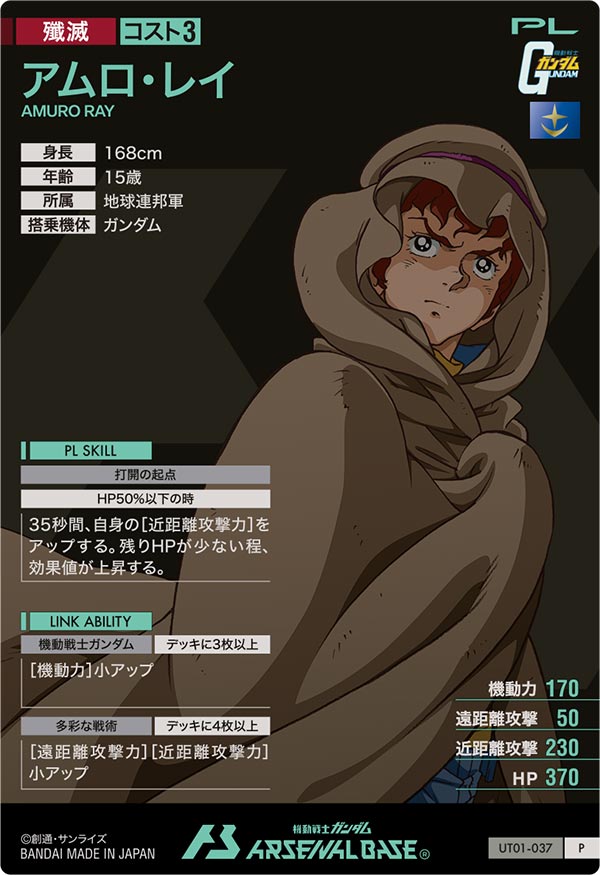 殲滅 コスト3
PL
機動戦士
ガンダム
GUNDAM
アムロ・レイ
AMURO RAY
身長 168cm
年齢 15歳
所属 地球連邦軍
搭乗機体 ガンダム
PL SKILL
打開の起点
HP50%以下の時
35秒間、自身の[近距離攻撃力]を
アップする。残りHPが少ない程、
効果値が上昇する。
LINK ABILITY
機動戦士ガンダム デッキに3枚以上
[機動力]小アップ
多彩な戦術 デッキに4枚以上
[遠距離攻撃力][近距離攻撃力]
小アップ
機動力 170
遠距離攻撃 50
近距離攻撃 230
HP 370
©創通・サンライズ
BANDAI MADE IN JAPAN
機動戦士ガンダム
AB ARSENAL BASE®
UT01-037 P